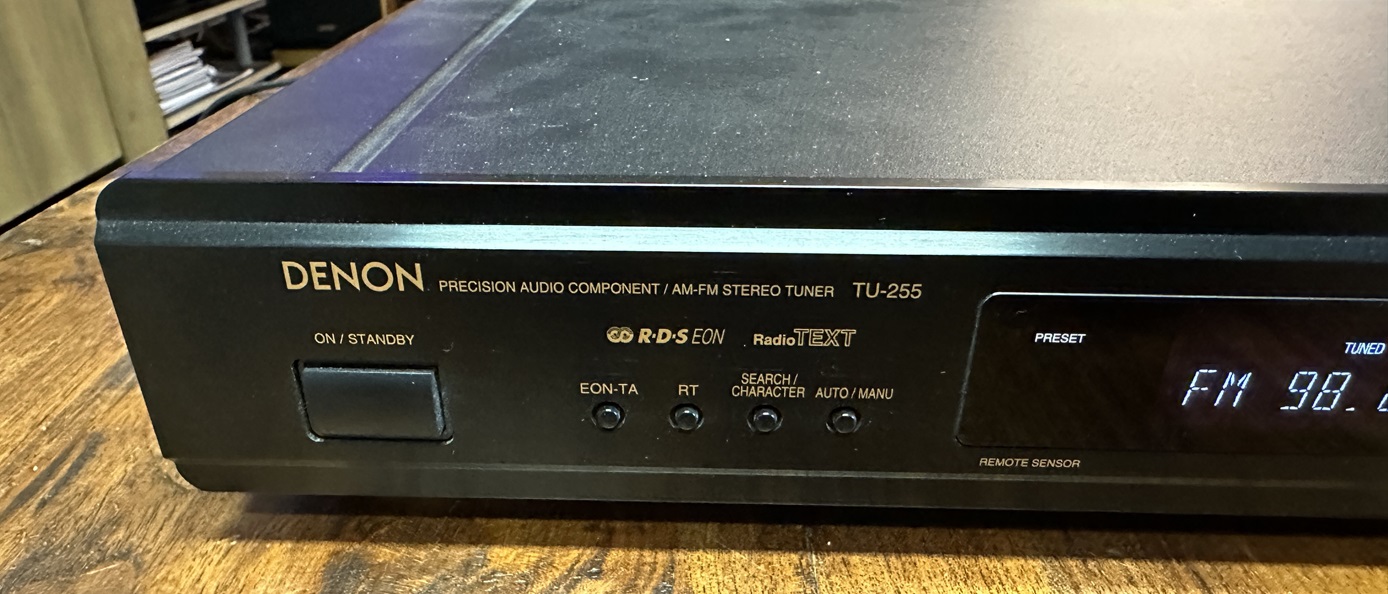 DENON PRECISION AUDIO COMPONENT / AM-FM STEREO TUNER TU-255
ON / STANDBY
R·D·S EON RadioTEXT
EON-TA
RT
SEARCH /
CHARACTER
AUTO / MANU
PRESET
TUNED
FM 98.
REMOTE SENSOR